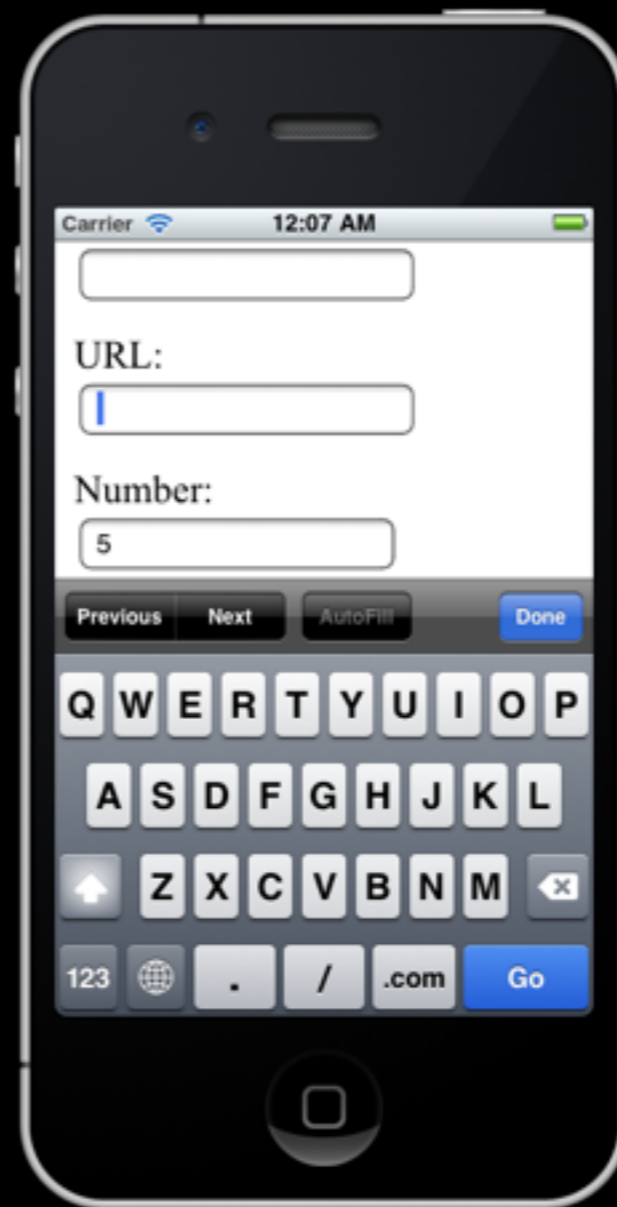 Carrier 12:07 AM
URL:
Number:
5
Previous Next AutoFill Done
Q W E R T Y U I O P
A S D F G H J K L
Z X C V B N M
123 . / .com Go